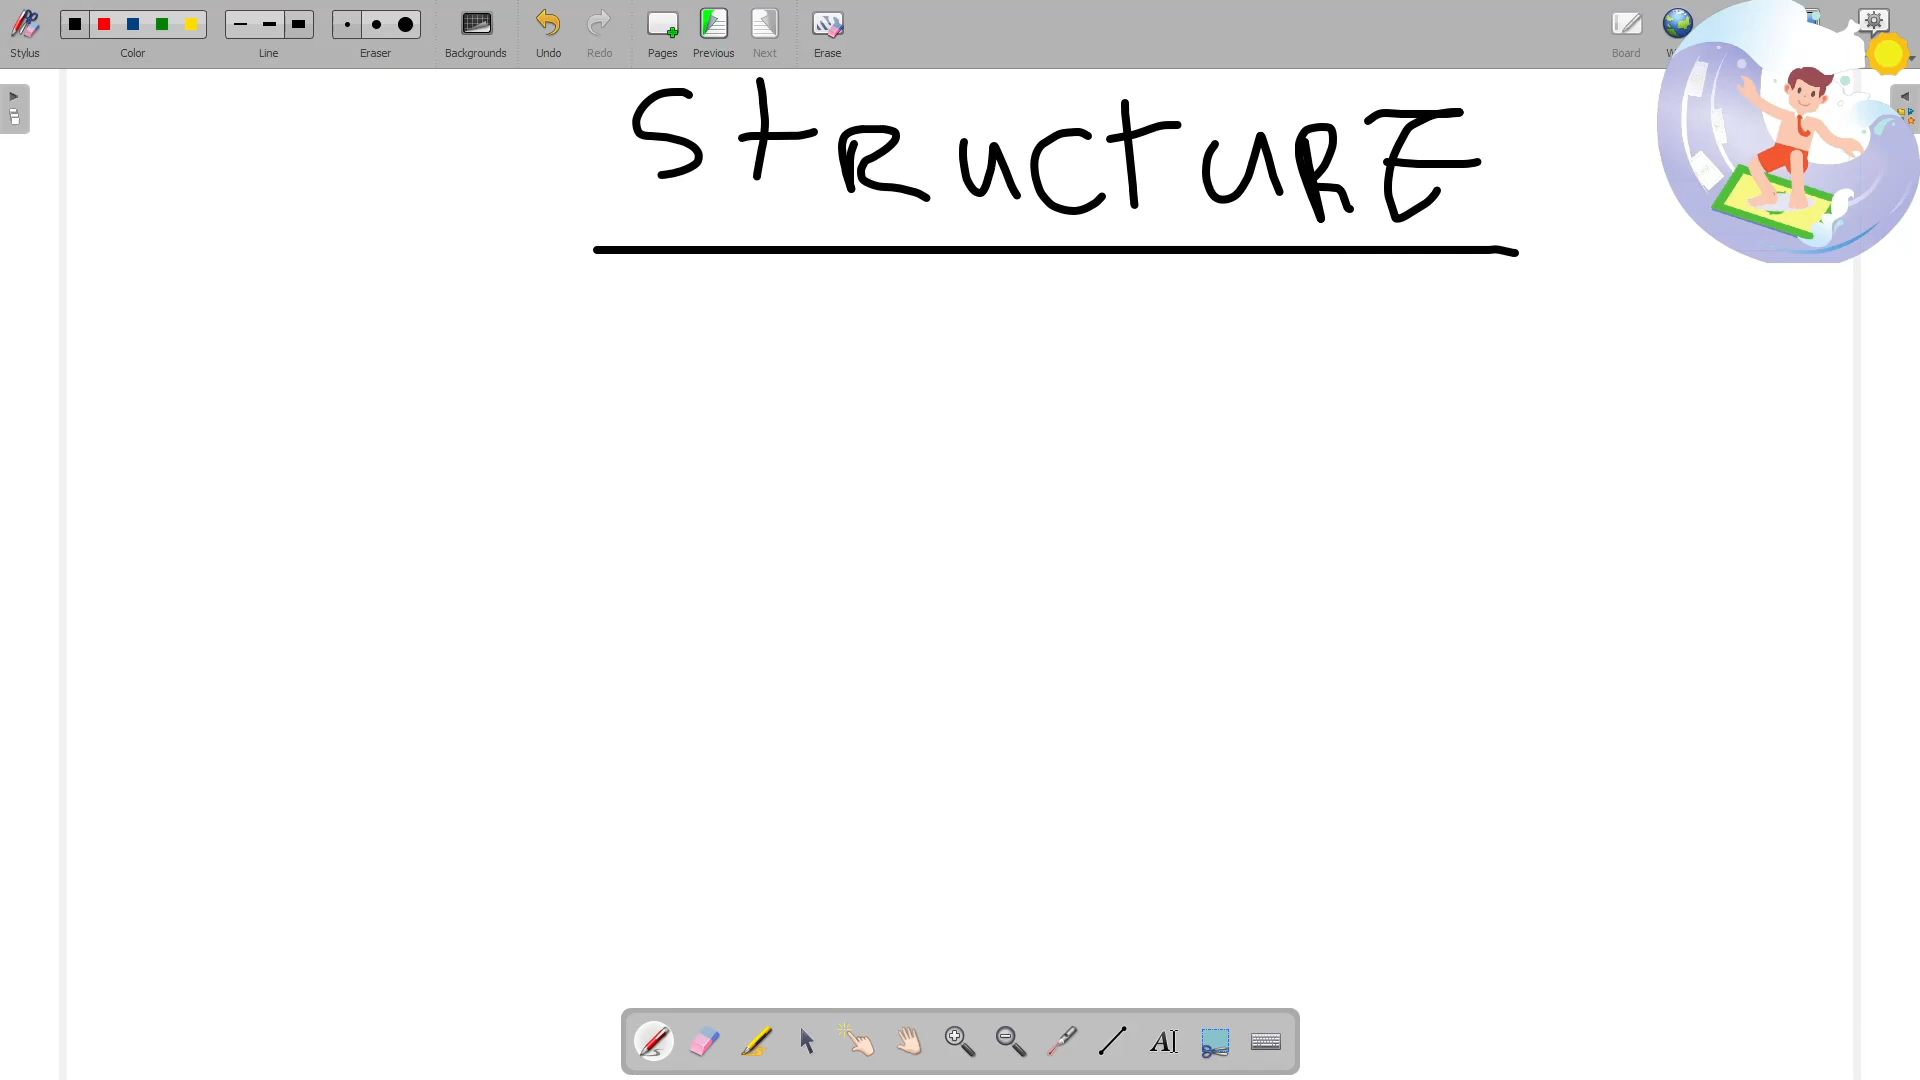 Stylus
Color
Line
Eraser
Backgrounds
Undo
Redo
Pages
Previous
Next
Erase
Board
StRuCtuRE